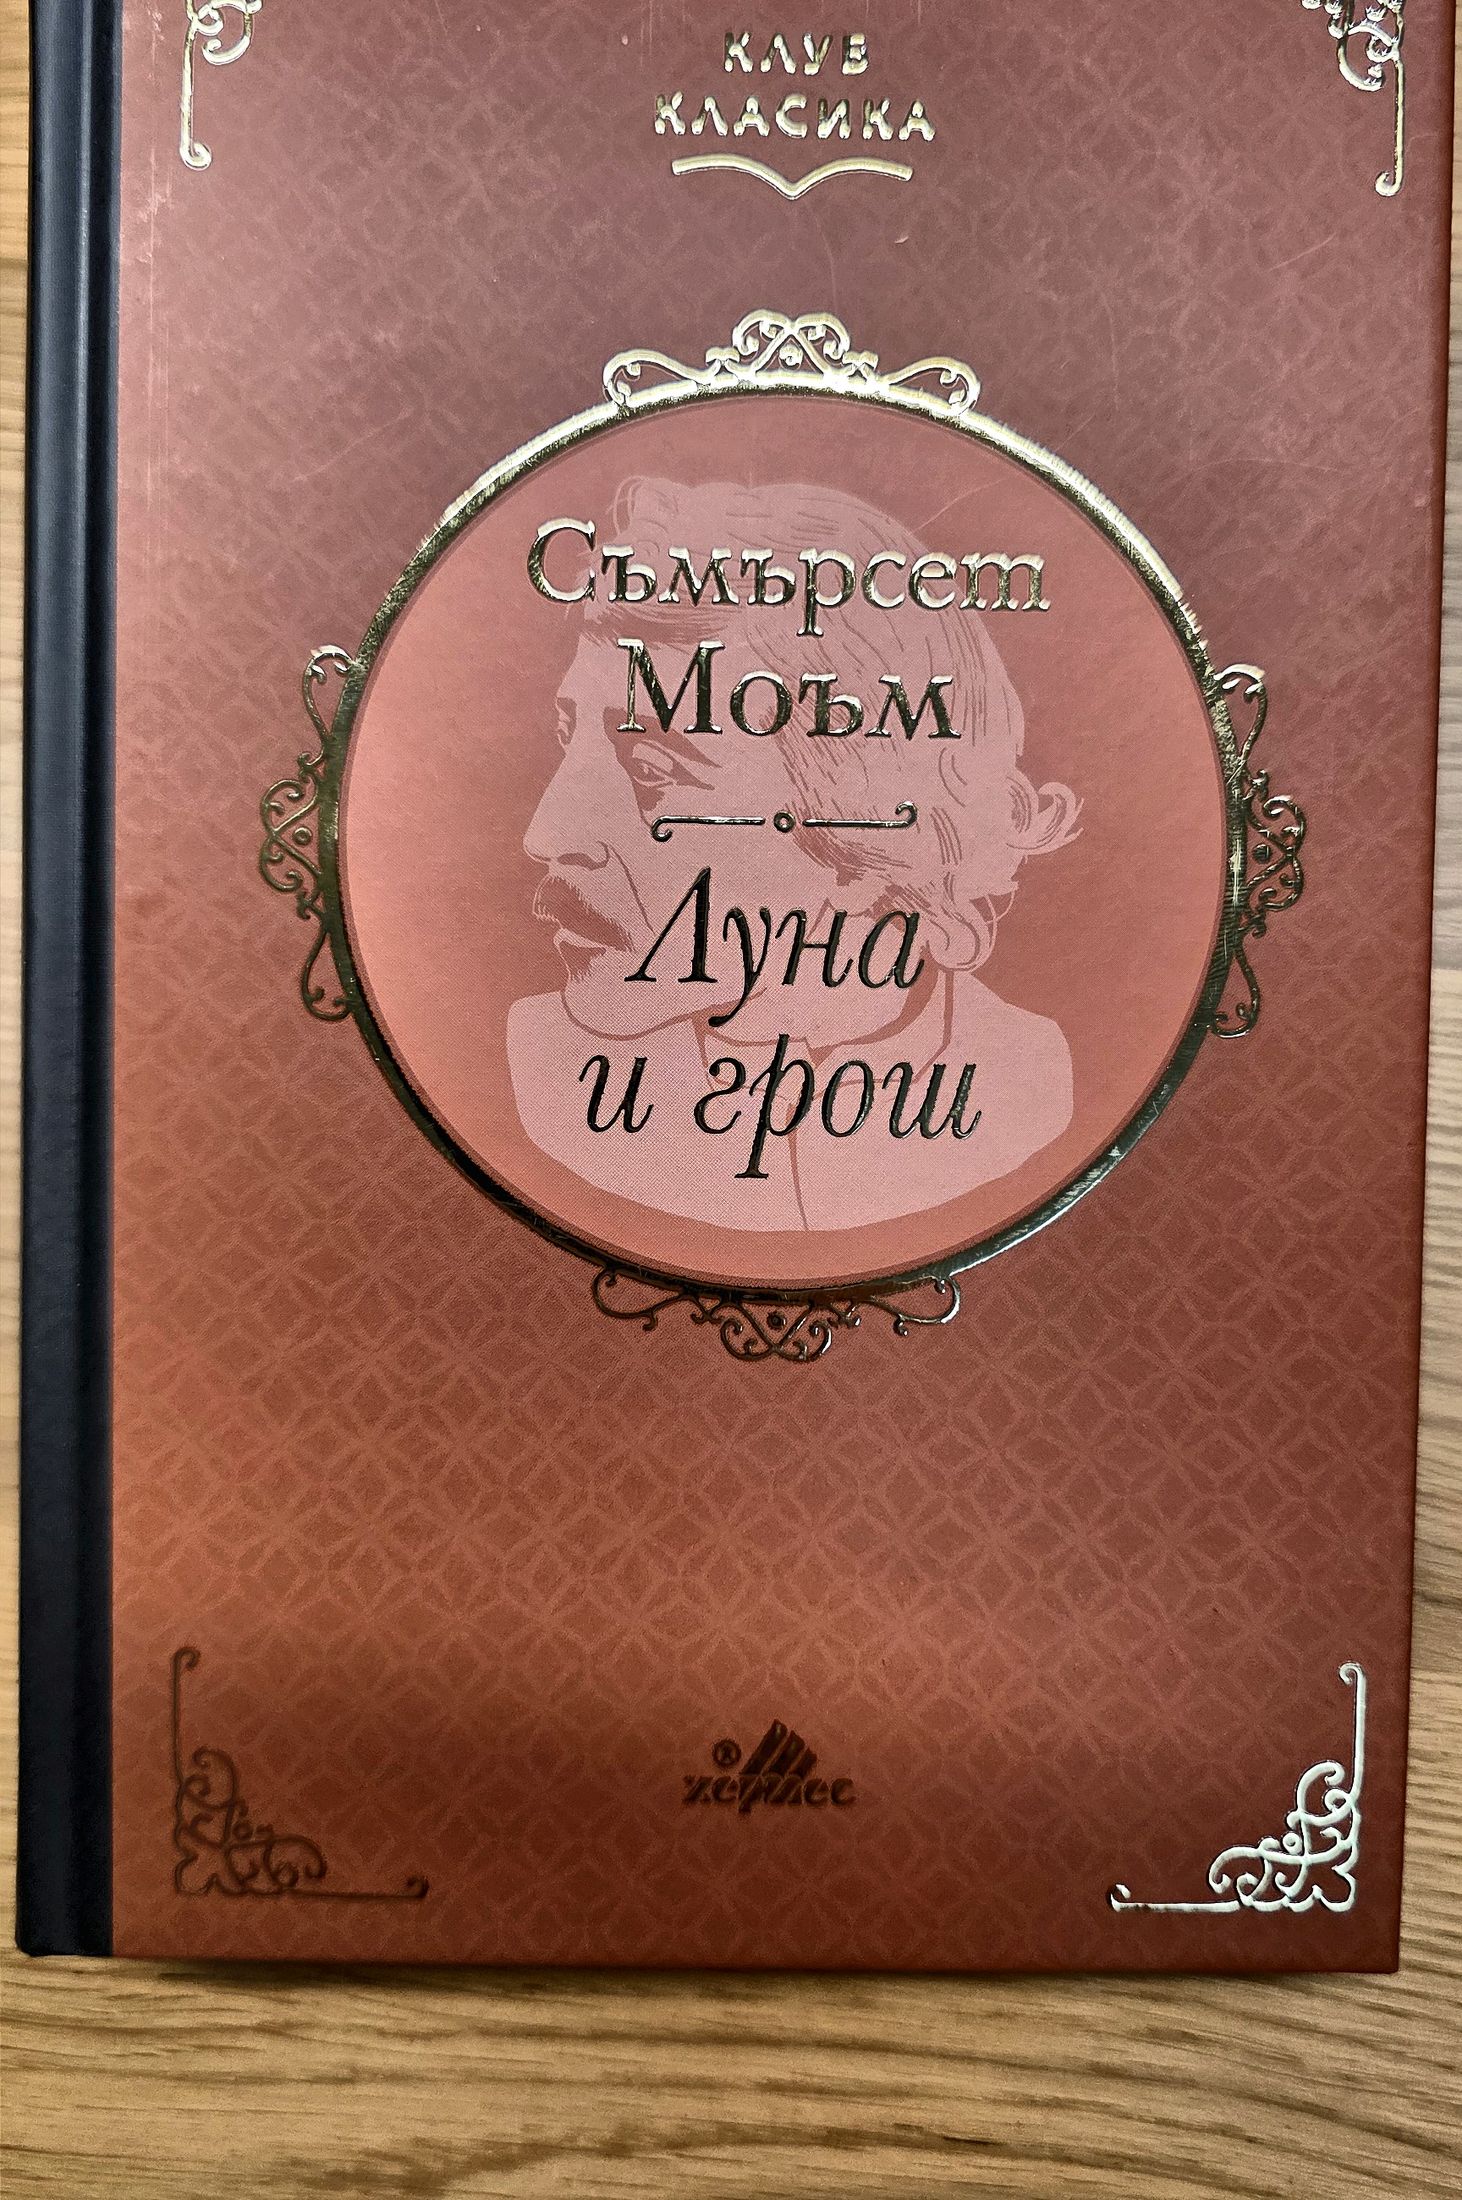 КЛУБ
КЛАСИКА
Съмърсет
Моъм
Луна
и грош
®
хермес